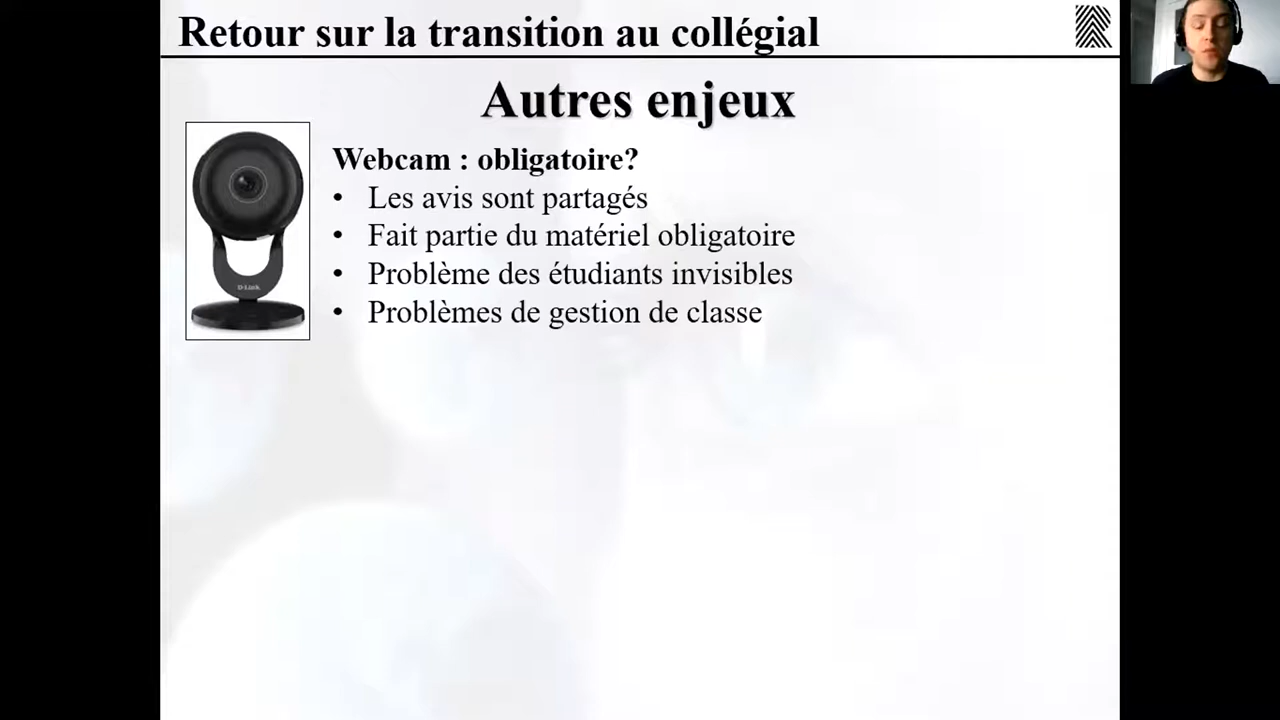 Retour sur la transition au collégial
Autres enjeux
Webcam : obligatoire?
• Les avis sont partagés
• Fait partie du matériel obligatoire
• Problème des étudiants invisibles
• Problèmes de gestion de classe
D-Link